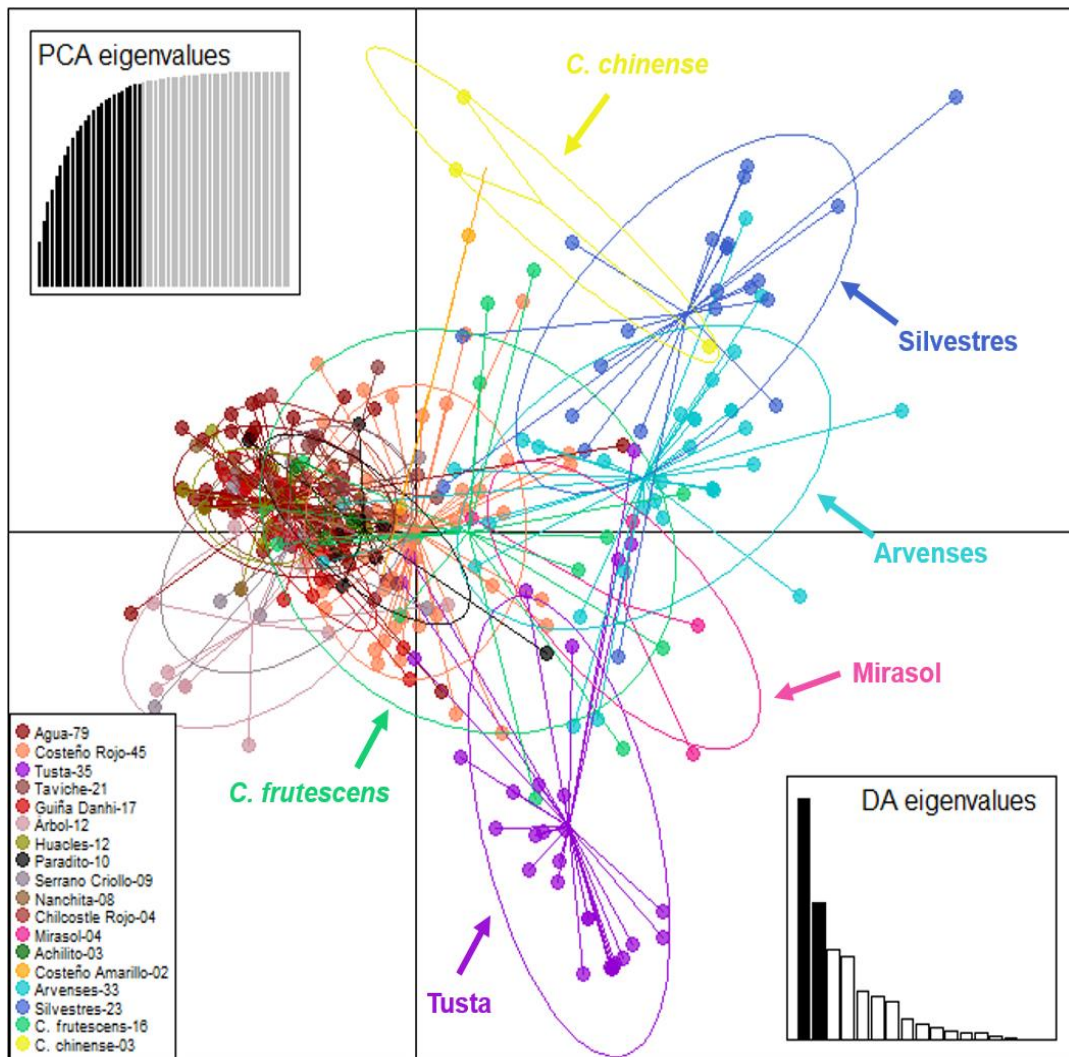 PCA eigenvalues
C. chinense
Silvestres
Arvenses
Mirasol
C. frutescens
Tusta
Agua-79
Costeño Rojo-45
Tusta-35
Taviche-21
Guiña Danhi-17
Árbol-12
Huacles-12
Paradito-10
Serrano Criollo-09
Nanchita-08
Chilcostle Rojo-04
Mirasol-04
Achilito-03
Costeño Amarillo-02
Arvenses-33
Silvestres-23
C. frutescens-16
C. chinense-03
DA eigenvalues